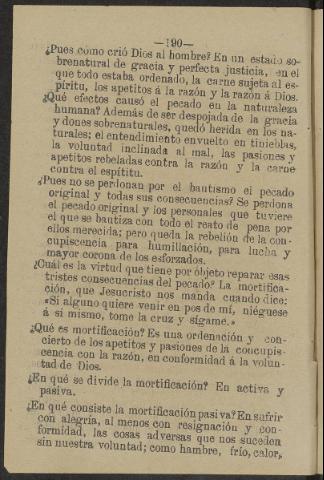 —190—
¿Pues cómo crió Dios al hombre? En un estado so-
brenatural de gracia y perfecta justicia, en el
que todo estaba ordenado, la carne sujeta al es-
píritu, los apetitos á la razón y la razón á Dios.
¿Qué efectos causó el pecado en la naturaleza
humana? Además de ser despojada de la gracia
y dones sobrenaturales, quedó herida en los na-
turales; el entendimiento envuelto en tinieblas,
la voluntad inclinada al mal, las pasiones y
apetitos rebeladas contra la razón y la carne
contra el espítitu.
¿Pues no se perdonan por el bautismo el pecado
original y todas sus consecuencias? Se perdona
el pecado original y los personales que tuviere
el que se bautiza con todo el reato de pena por
ellos merecida; pero queda la rebelión de la con-
cupiscencia para humillación, para lucha y
mayor corona de los esforzados.
¿Cuál es la virtud que tiene por objeto reparar esas
tristes consecuencias del pecado? La mortifica-
ción, que Jesucristo nos manda cuando dice:
«Si alguno quiere venir en pos de mí, niéguese
á si mismo, tome la cruz y sígame.»
¿Qué es mortificación? Es una ordenación y con-
cierto de los apetitos y pasiones de la concupis-
cencia con la razón, en conformidad á la volun-
tad de Dios.
¿En qué se divide la mortificación? En activa y
pasiva.
¿En qué consiste la mortificación pasiva? En sufrir
con alegría, al menos con resignación y con-
formidad, las cosas adversas que nos suceden
sin nuestra voluntad; como hambre, frío, calor,